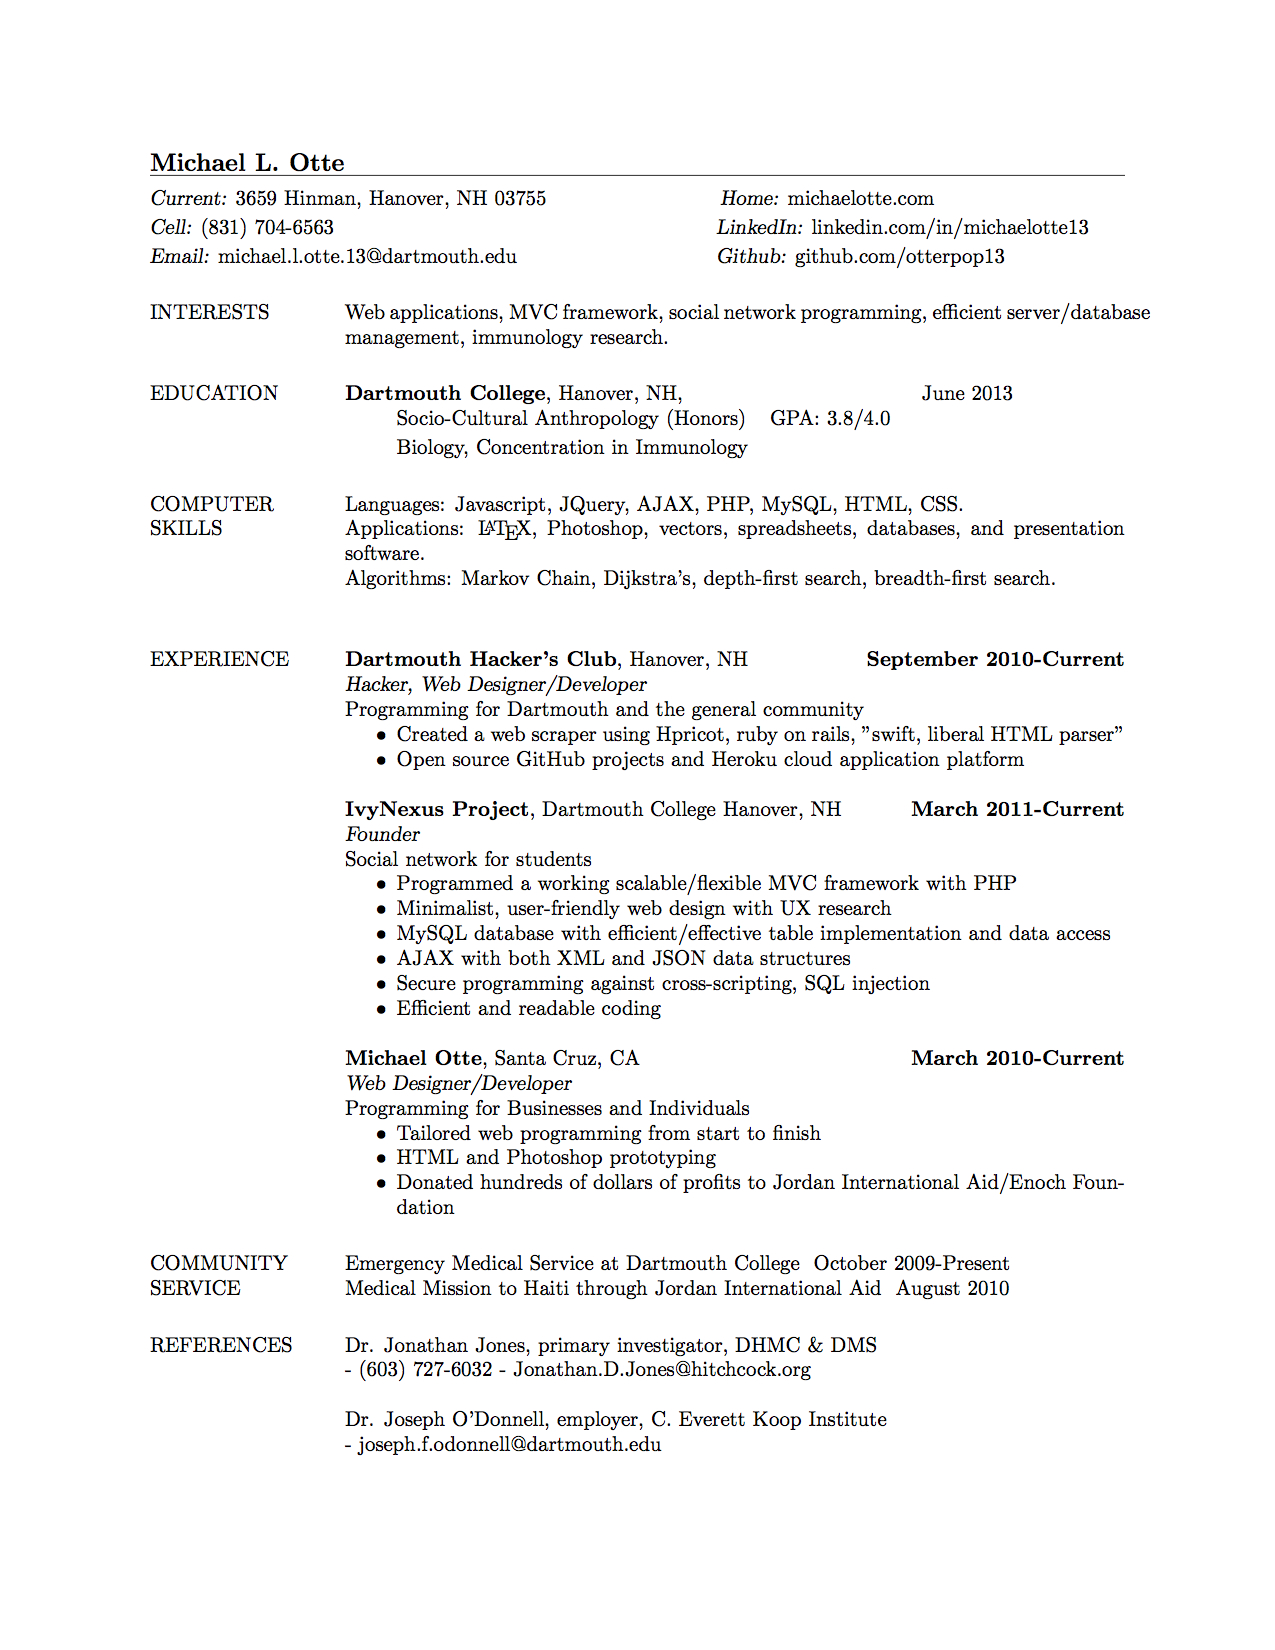 Michael L. Otte
Current: 3659 Hinman, Hanover, NH 03755 Home: michaelotte.com
Cell: (831) 704-6563 LinkedIn: linkedin.com/in/michaelotte13
Email: michael.l.otte.13@dartmouth.edu Github: github.com/otterpop13
INTERESTS Web applications, MVC framework, social network programming, efficient server/database
management, immunology research.
EDUCATION Dartmouth College, Hanover, NH, June 2013
Socio-Cultural Anthropology (Honors) GPA: 3.8/4.0
Biology, Concentration in Immunology
COMPUTER Languages: Javascript, JQuery, AJAX, PHP, MySQL, HTML, CSS.
SKILLS Applications: LATEX, Photoshop, vectors, spreadsheets, databases, and presentation
software.
Algorithms: Markov Chain, Dijkstra's, depth-first search, breadth-first search.
EXPERIENCE Dartmouth Hacker's Club, Hanover, NH September 2010-Current
Hacker, Web Designer/Developer
Programming for Dartmouth and the general community
• Created a web scraper using Hpricot, ruby on rails, "swift, liberal HTML parser"
• Open source GitHub projects and Heroku cloud application platform
IvyNexus Project, Dartmouth College Hanover, NH March 2011-Current
Founder
Social network for students
• Programmed a working scalable/flexible MVC framework with PHP
• Minimalist, user-friendly web design with UX research
• MySQL database with efficient/effective table implementation and data access
• AJAX with both XML and JSON data structures
• Secure programming against cross-scripting, SQL injection
• Efficient and readable coding
Michael Otte, Santa Cruz, CA March 2010-Current
Web Designer/Developer
Programming for Businesses and Individuals
• Tailored web programming from start to finish
• HTML and Photoshop prototyping
• Donated hundreds of dollars of profits to Jordan International Aid/Enoch Foun-
dation
COMMUNITY Emergency Medical Service at Dartmouth College October 2009-Present
SERVICE Medical Mission to Haiti through Jordan International Aid August 2010
REFERENCES Dr. Jonathan Jones, primary investigator, DHMC & DMS
- (603) 727-6032 - Jonathan.D.Jones@hitchcock.org
Dr. Joseph O'Donnell, employer, C. Everett Koop Institute
- joseph.f.odonnell@dartmouth.edu